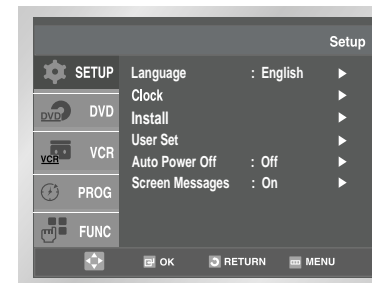 Setup
SETUP
DVD
DVD
VCR
VCR
PROG
FUNC
Language : English ►
Clock ►
Install ►
User Set ►
Auto Power Off : Off ►
Screen Messages : On ►
OK RETURN MENU